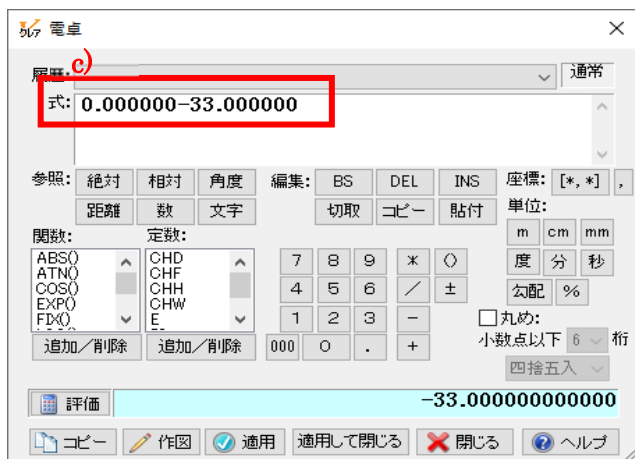 クレア 電卓
c)
履歴: 通常
式: 0.000000-33.000000
参照: 絶対 相対 角度 編集: BS DEL INS 座標: [*,*] ,
距離 数 文字 切取 コピー 貼付 単位:
m cm mm
関数: 定数:
ABS() CHD 7 8 9 * () 度 分 秒
ATN() CHF
COS() CHH 4 5 6 / ± 勾配 %
EXP() CHW
FIX() E 1 2 3 - 丸め:
追加/削除 追加/削除 000 0 . + 小数点以下 6 桁
四捨五入
評価 -33.000000000000
コピー 作図 適用 適用して閉じる 閉じる ヘルプ